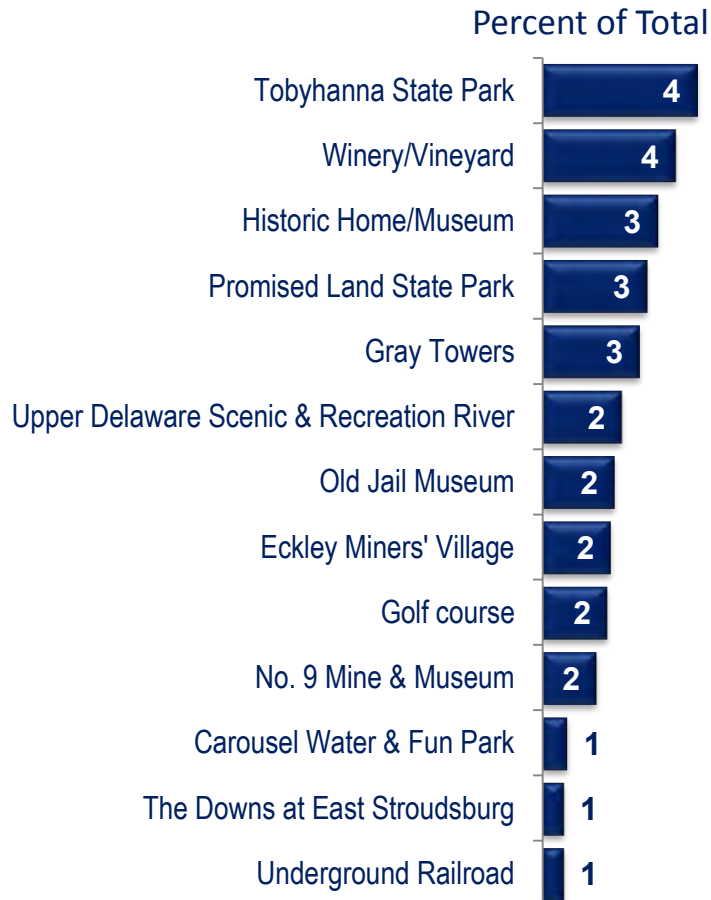 Percent of Total
Tobyhanna State Park 4
Winery/Vineyard 4
Historic Home/Museum 3
Promised Land State Park 3
Gray Towers 3
Upper Delaware Scenic & Recreation River 2
Old Jail Museum 2
Eckley Miners' Village 2
Golf course 2
No. 9 Mine & Museum 2
Carousel Water & Fun Park 1
The Downs at East Stroudsburg 1
Underground Railroad 1